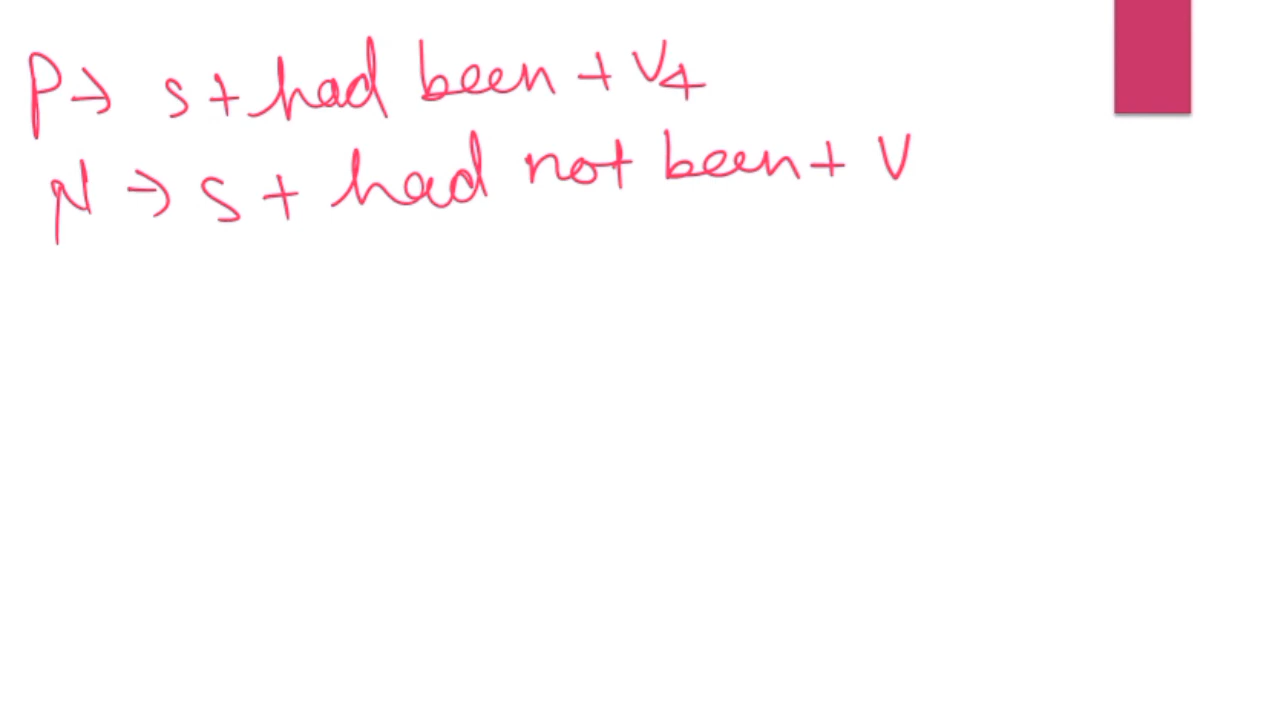 P→ s + had been + V4
N → s + had not been + V